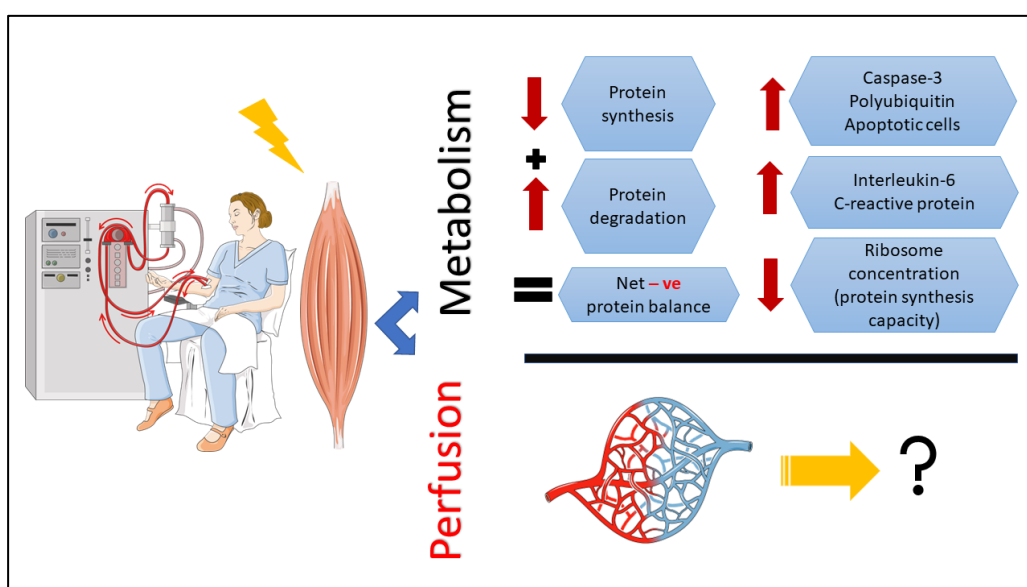 Metabolism
Protein
synthesis
+
Protein
degradation
=
Net – ve
protein balance
Caspase-3
Polyubiquitin
Apoptotic cells
Interleukin-6
C-reactive protein
Ribosome
concentration
(protein synthesis
capacity)
Perfusion
?